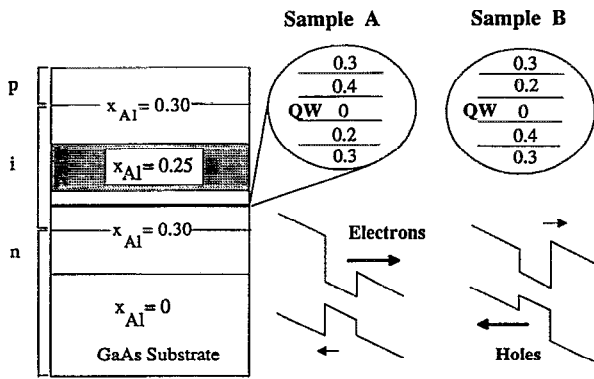 Sample A
Sample B
p
i
n
x_Al = 0.30
x_Al = 0.25
x_Al = 0.30
x_Al = 0
GaAs Substrate
0.3
0.4
QW 0
0.2
0.3
0.3
0.2
QW 0
0.4
0.3
Electrons
Holes